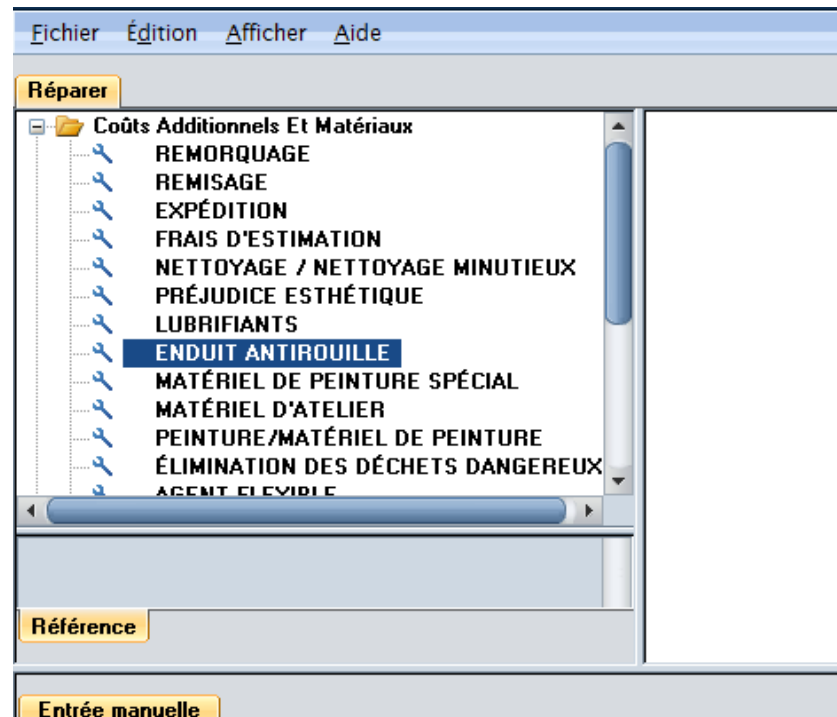 Fichier Édition Afficher Aide
Réparer
Coûts Additionnels Et Matériaux
REMORQUAGE
REMISAGE
EXPÉDITION
FRAIS D'ESTIMATION
NETTOYAGE / NETTOYAGE MINUTIEUX
PRÉJUDICE ESTHÉTIQUE
LUBRIFIANTS
ENDUIT ANTIROUILLE
MATÉRIEL DE PEINTURE SPÉCIAL
MATÉRIEL D'ATELIER
PEINTURE/MATÉRIEL DE PEINTURE
ÉLIMINATION DES DÉCHETS DANGEREUX
AGENT FLEXIBLE
Référence
Entrée manuelle